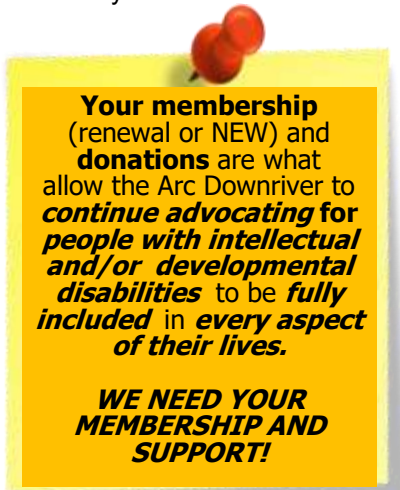 Your membership
(renewal or NEW) and
donations are what
allow the Arc Downriver to
continue advocating for
people with intellectual
and/or developmental
disabilities to be fully
included in every aspect
of their lives.
WE NEED YOUR
MEMBERSHIP AND
SUPPORT!